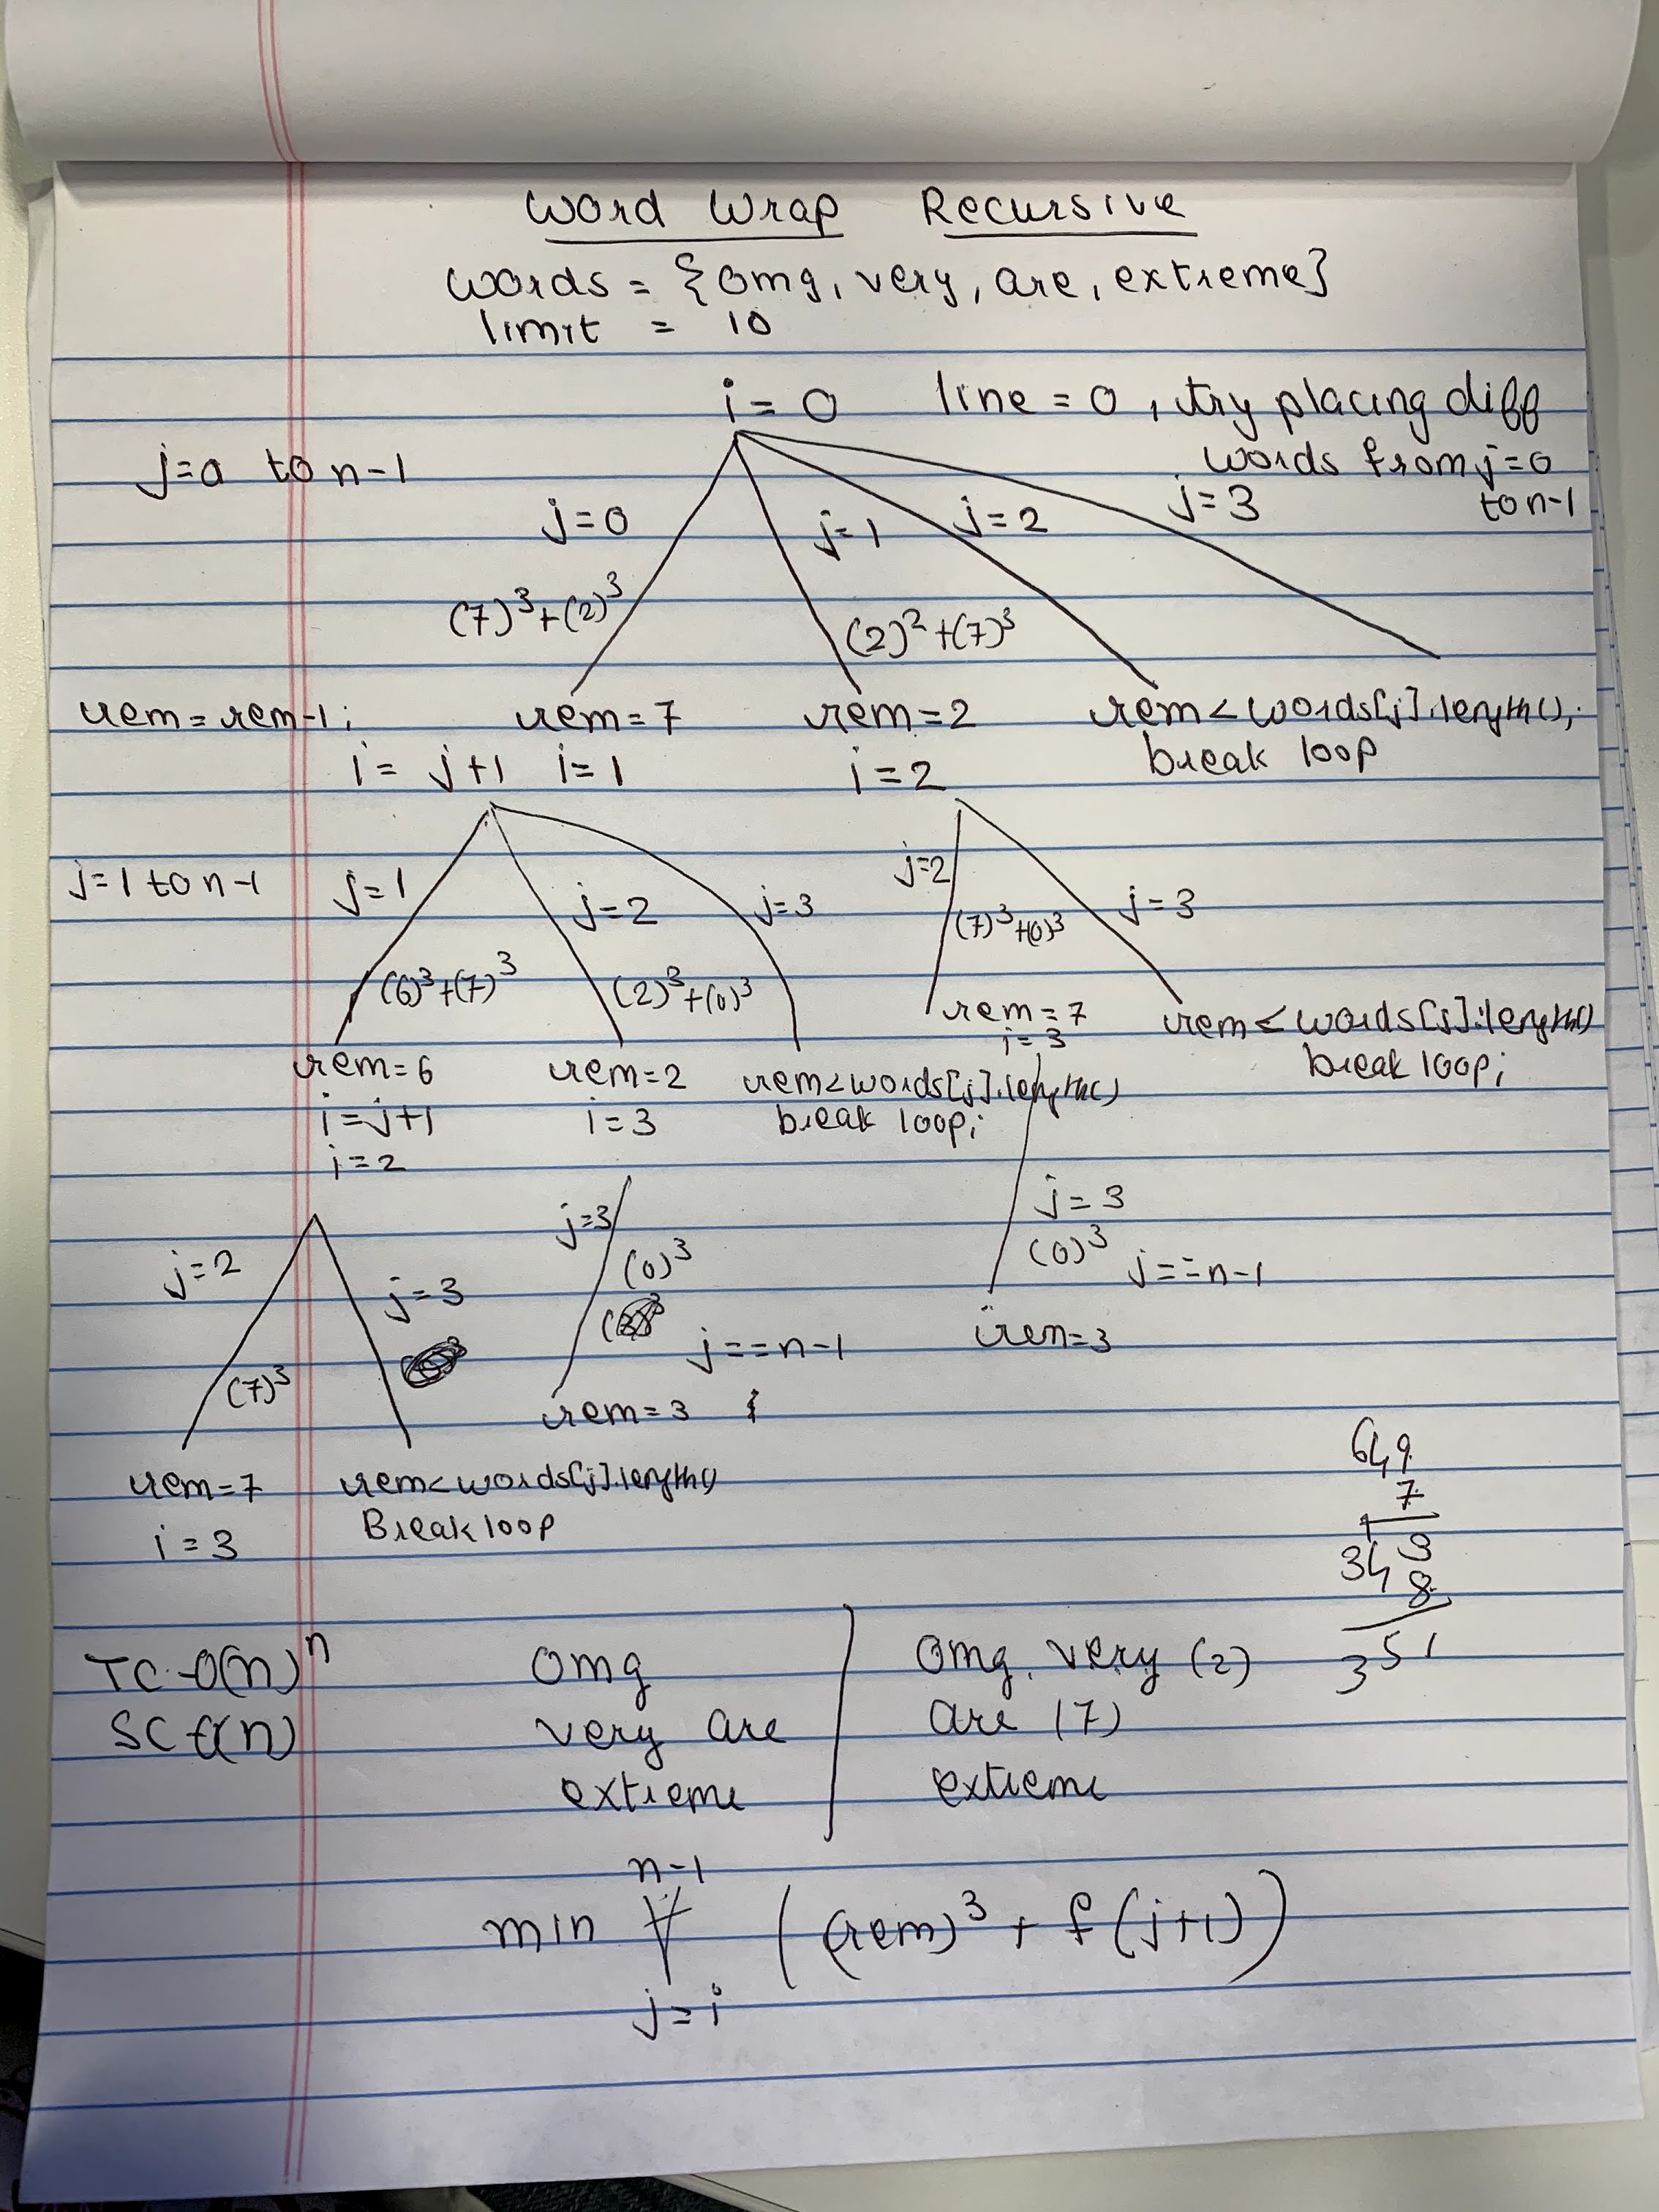 Word Wrap Recursive
words = {omg, very, are, extreme}
limit = 10
i = 0 line = 0, try placing diff
words from j=0
to n-1
j=0 to n-1
j=0 j=1 j=2 j=3
(7)³+(2)³ (2)²+(7)³
rem = rem-1; rem=7 rem=2 rem<words[j].length();
i = j+1 i=1 i=2 break loop
j=1 to n-1 j=1 j=2 j=3 j=2 j=3
(6)³+(7)³ (2)³+(0)³ (7)³+(0)³
rem=6 rem=2 rem<words[j].length() rem=7 rem<words[j].length()
i=j+1 i=3 break loop; i=3 break loop;
i=2
j=2 j=3 j=3 j=3
(7)³ (0)³ (0)³ j==n-1
j==n-1
rem=7 rem<words[j].length() rem=3 rem=3
i=3 Break loop
649
7
343
8
351
TC-O(n)ⁿ omg omg, very (2)
SC O(n) very are are (7)
extreme extreme
n-1
min ∀ ((rem)³ + f(j+1))
j=i